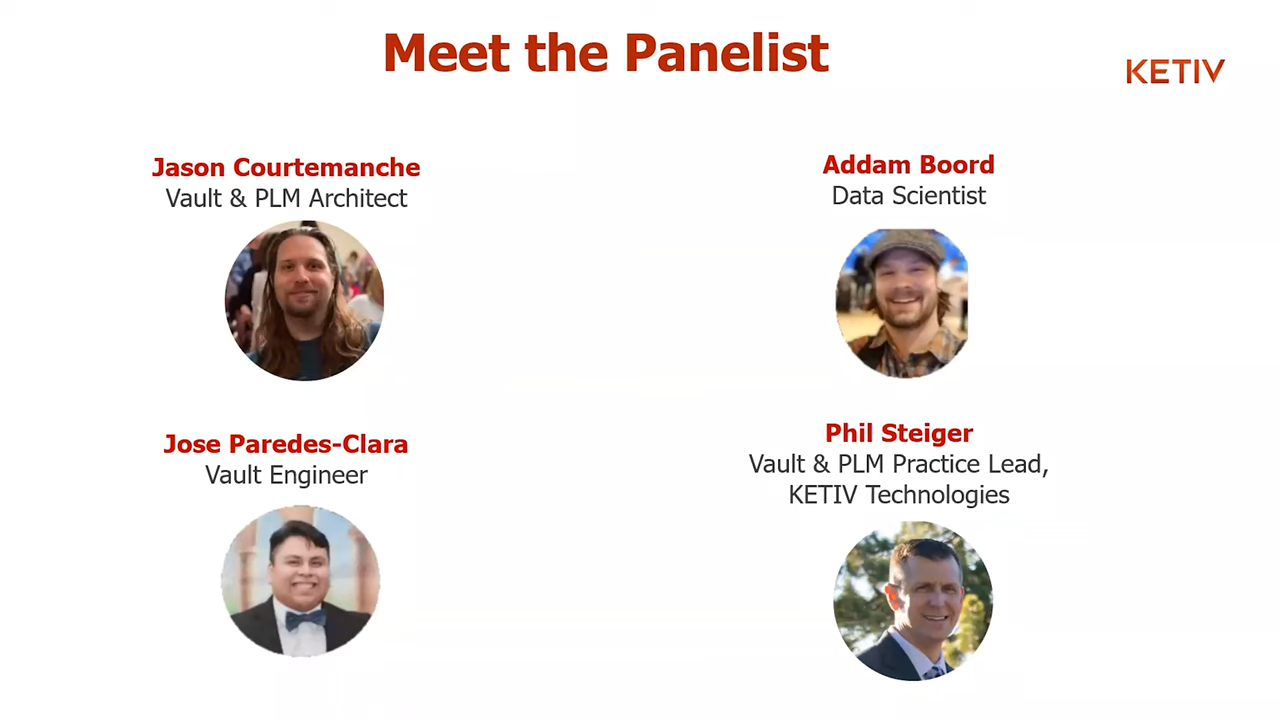 Meet the Panelist
KETIV
Jason Courtemanche
Vault & PLM Architect
Addam Boord
Data Scientist
Jose Paredes-Clara
Vault Engineer
Phil Steiger
Vault & PLM Practice Lead,
KETIV Technologies